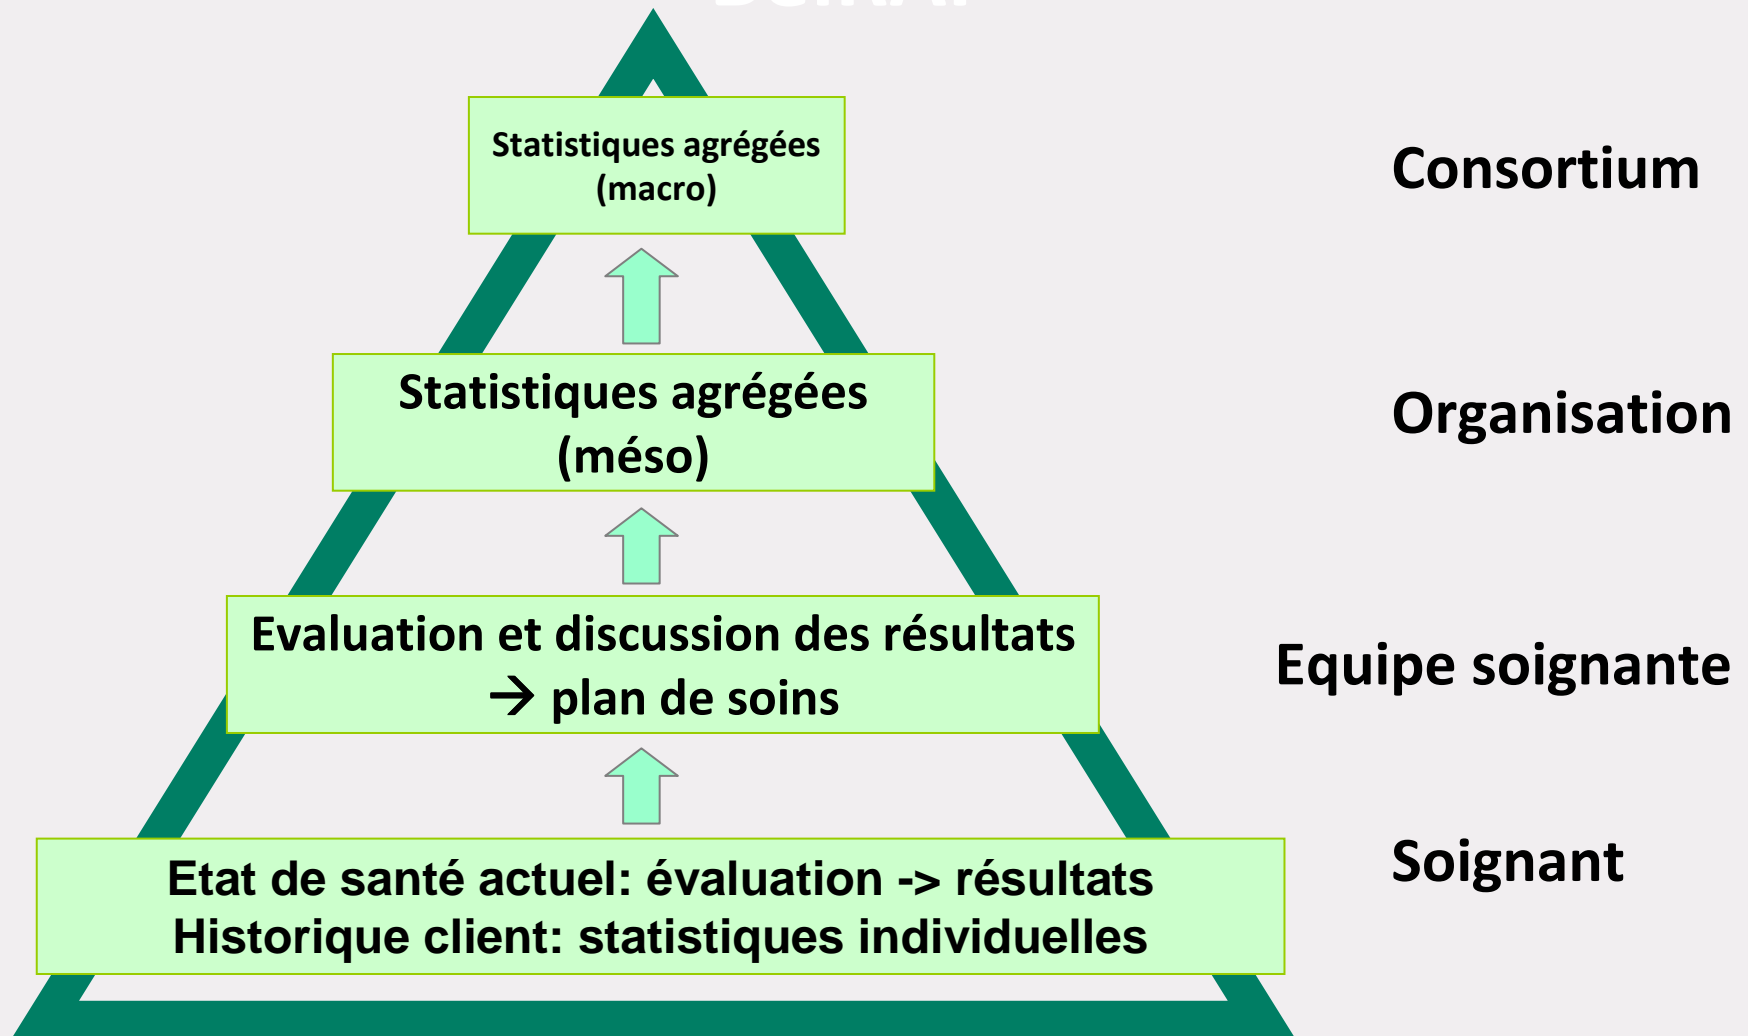 Statistiques agrégées
(macro)
Consortium
Statistiques agrégées
(méso)
Organisation
Evaluation et discussion des résultats
→ plan de soins
Equipe soignante
Etat de santé actuel: évaluation -> résultats
Historique client: statistiques individuelles
Soignant